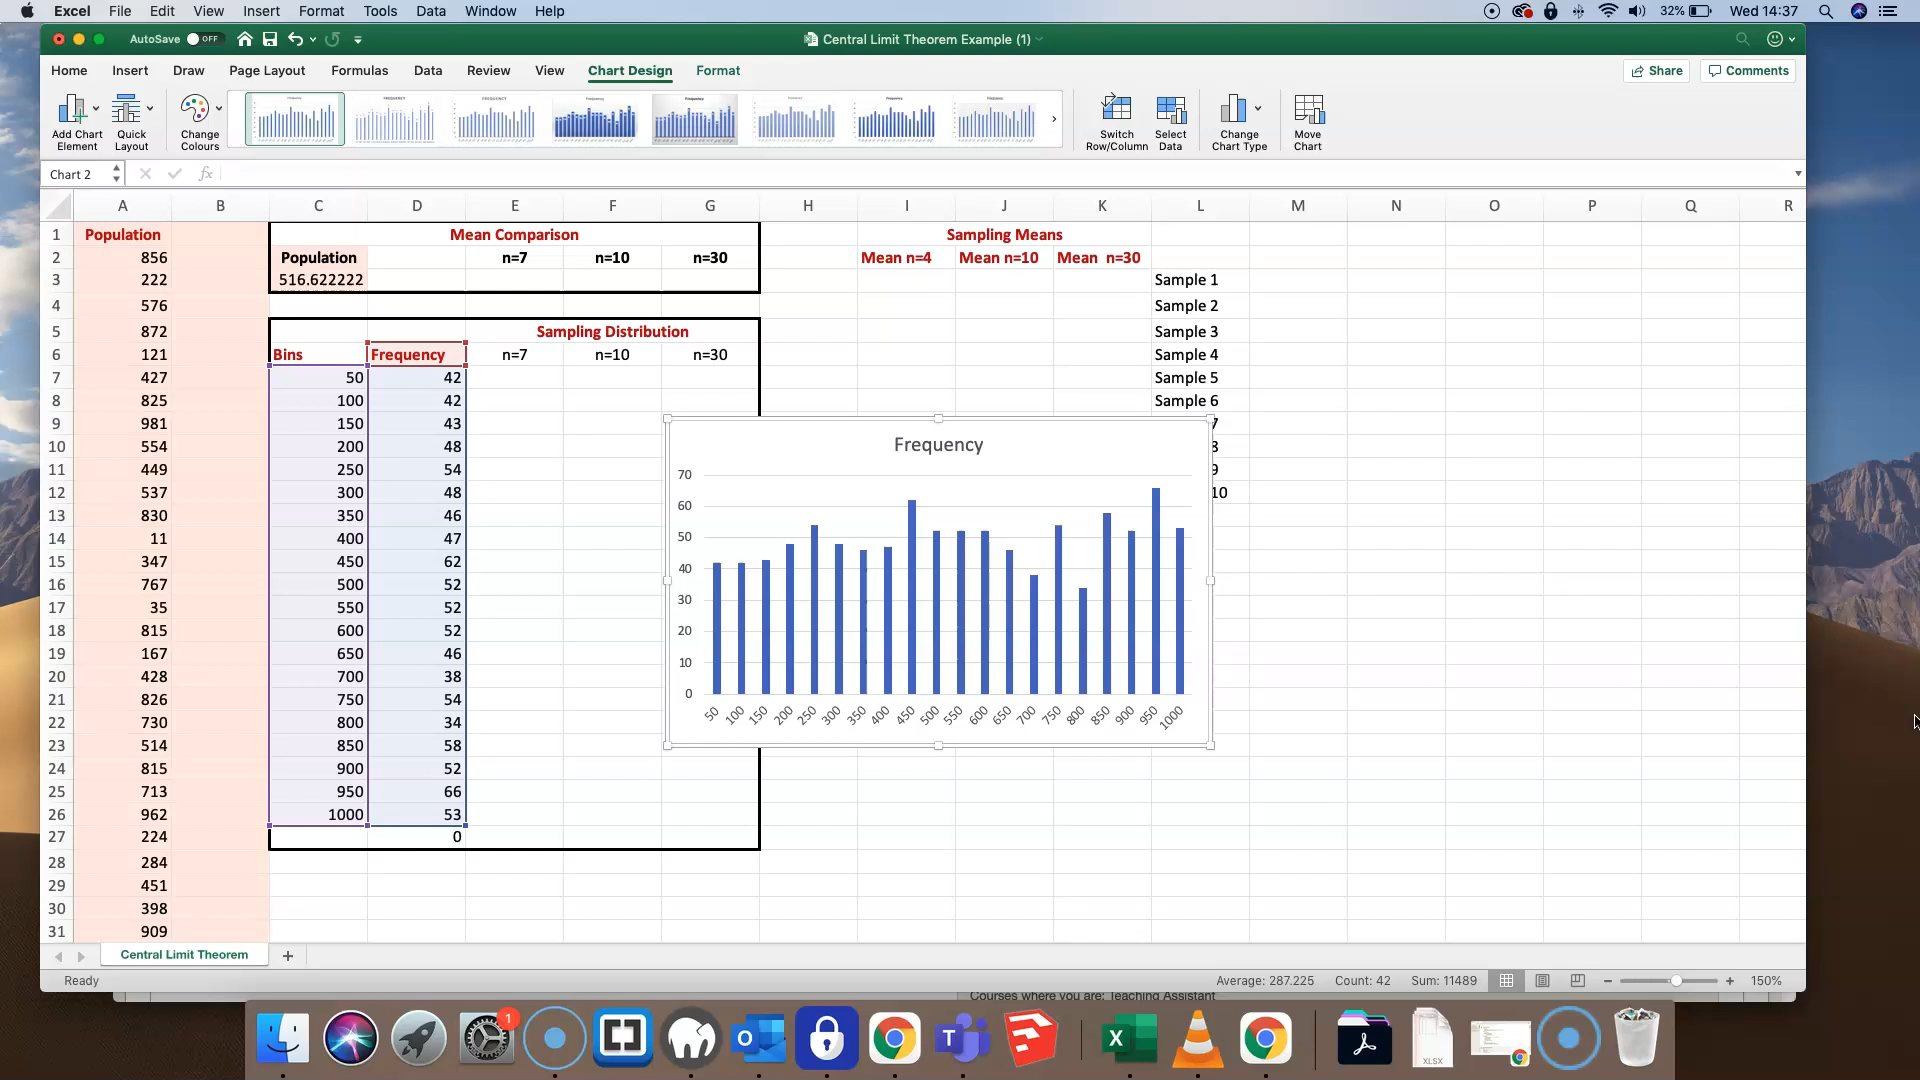 Excel File Edit View Insert Format Tools Data Window Help 32% Wed 14:37
AutoSave OFF Central Limit Theorem Example (1)
Home Insert Draw Page Layout Formulas Data Review View Chart Design Format Share Comments
Add Chart Element Quick Layout Change Colours Switch Row/Column Select Data Change Chart Type Move Chart
Chart 2 fx
A B C D E F G H I J K L M N O P Q R
1 Population Mean Comparison Sampling Means
2 856 Population n=7 n=10 n=30 Mean n=4 Mean n=10 Mean n=30
3 222 516.622222 Sample 1
4 576 Sample 2
5 872 Sampling Distribution Sample 3
6 121 Bins Frequency n=7 n=10 n=30 Sample 4
7 427 50 42 Sample 5
8 825 100 42 Sample 6
9 981 150 43 7
10 554 200 48 8
11 449 250 54 9
12 537 300 48 10
13 830 350 46
14 11 400 47
15 347 450 62
16 767 500 52
17 35 550 52
18 815 600 52
19 167 650 46
20 428 700 38
21 826 750 54
22 730 800 34
23 514 850 58
24 815 900 52
25 713 950 66
26 962 1000 53
27 224 0
28 284
29 451
30 398
31 909
Frequency
70
60
50
40
30
20
10
0
50 100 150 200 250 300 350 400 450 500 550 600 650 700 750 800 850 900 950 1000
Central Limit Theorem +
Ready Average: 287.225 Count: 42 Sum: 11489 150%
Courses where you are: Teaching Assistant
1
XLSX